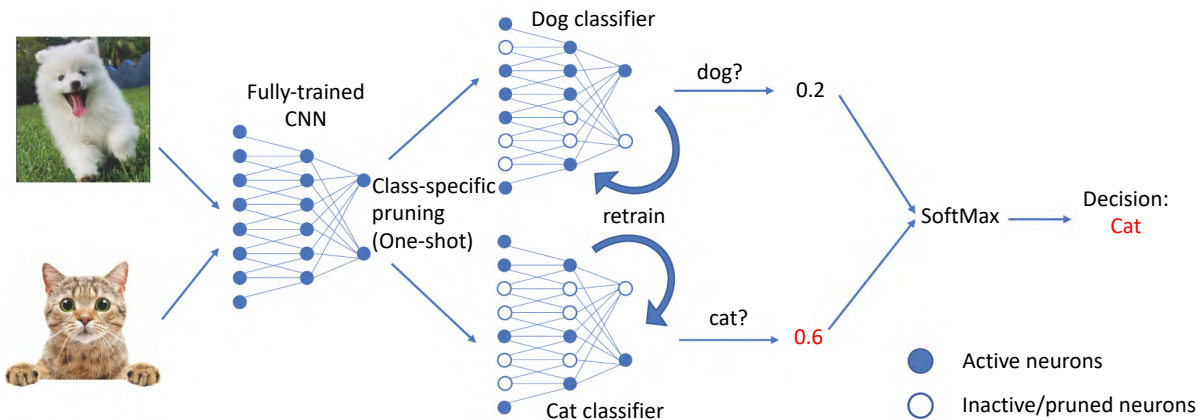 Dog classifier
dog?
0.2
Fully-trained
CNN
Class-specific
pruning
(One-shot)
retrain
SoftMax
Decision:
Cat
cat?
0.6
Cat classifier
Active neurons
Inactive/pruned neurons